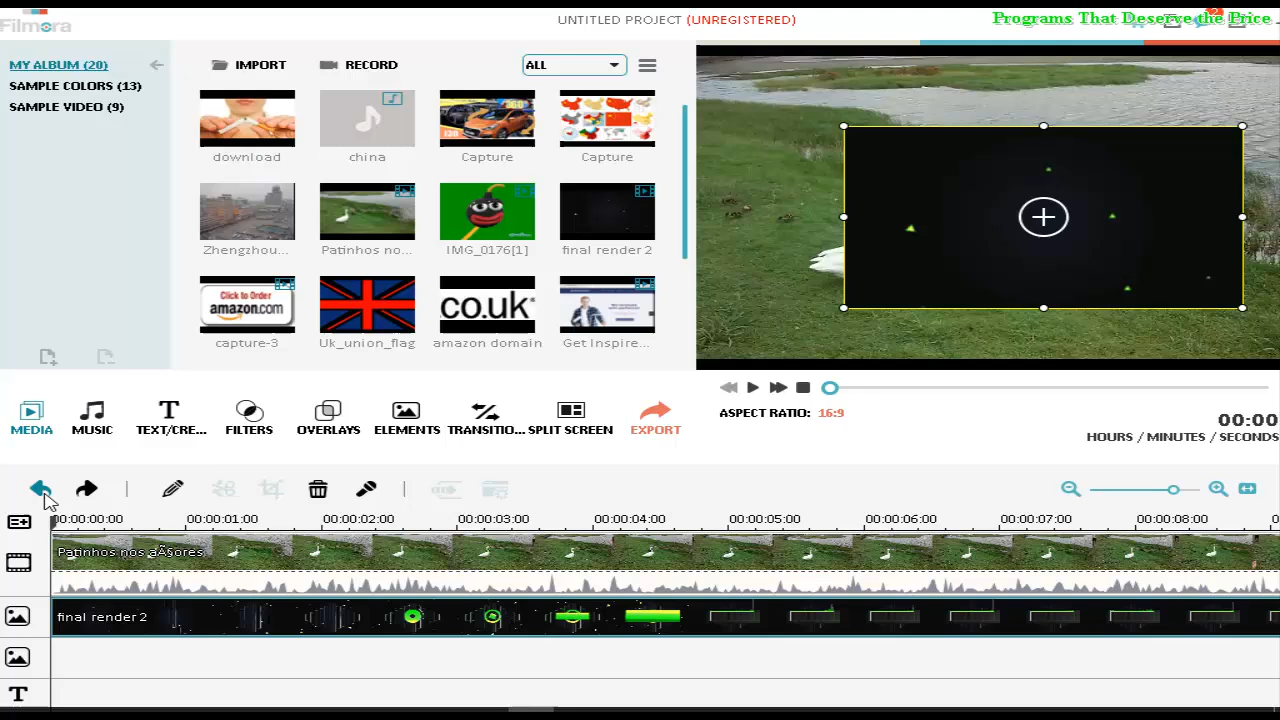 Filmora
UNTITLED PROJECT (UNREGISTERED)
Programs That Deserve the Price
MY ALBUM (20)
SAMPLE COLORS (13)
SAMPLE VIDEO (9)
IMPORT
RECORD
ALL
download
china
Capture
Capture
Zhengzhou...
Patinhos no...
IMG_0176[1]
final render 2
Click to Order
amazon.com
co.uk
capture-3
Uk_union_flag
amazon domain
Get Inspire...
ASPECT RATIO: 16:9
00:00
HOURS / MINUTES / SECONDS
MEDIA
MUSIC
TEXT/CRE...
FILTERS
OVERLAYS
ELEMENTS
TRANSITIO...
SPLIT SCREEN
EXPORT
00:00:00:00
00:00:01:00
00:00:02:00
00:00:03:00
00:00:04:00
00:00:05:00
00:00:06:00
00:00:07:00
00:00:08:00
Patinhos nos aÃ§ores
final render 2
T